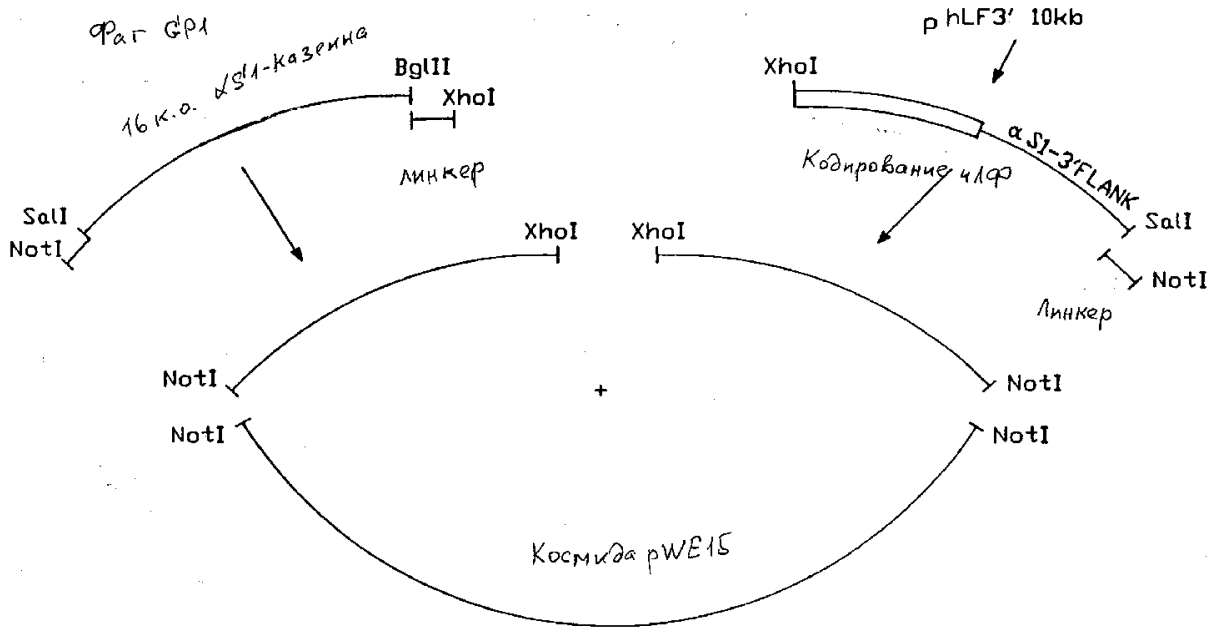 Фаг GP1
16 к.о. αS1-казеина
BglII
XhoI
линкер
SalI
NotI
p hLF3' 10kb
XhoI
Кодирование чЛФ
αS1-3'FLANK
SalI
NotI
Линкер
XhoI
XhoI
NotI
NotI
+
NotI
NotI
Космида pWE15